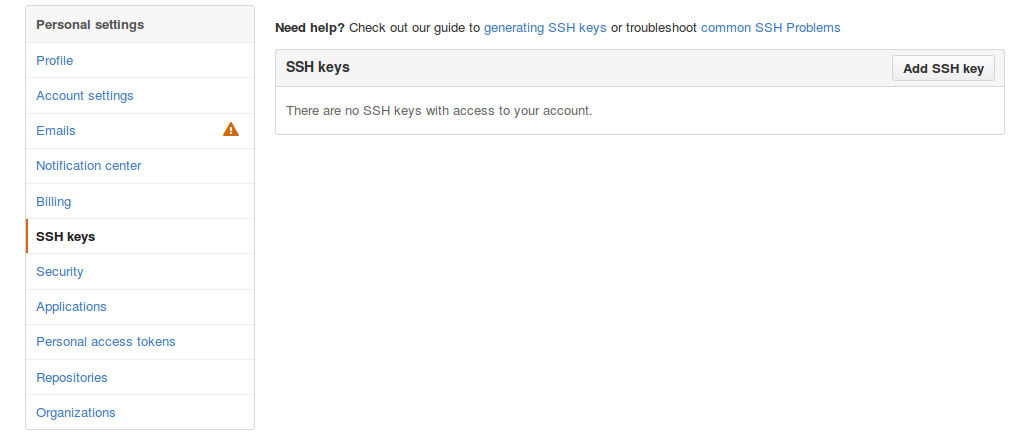 Personal settings
Profile
Account settings
Emails
Notification center
Billing
SSH keys
Security
Applications
Personal access tokens
Repositories
Organizations
Need help? Check out our guide to generating SSH keys or troubleshoot common SSH Problems
SSH keys
Add SSH key
There are no SSH keys with access to your account.